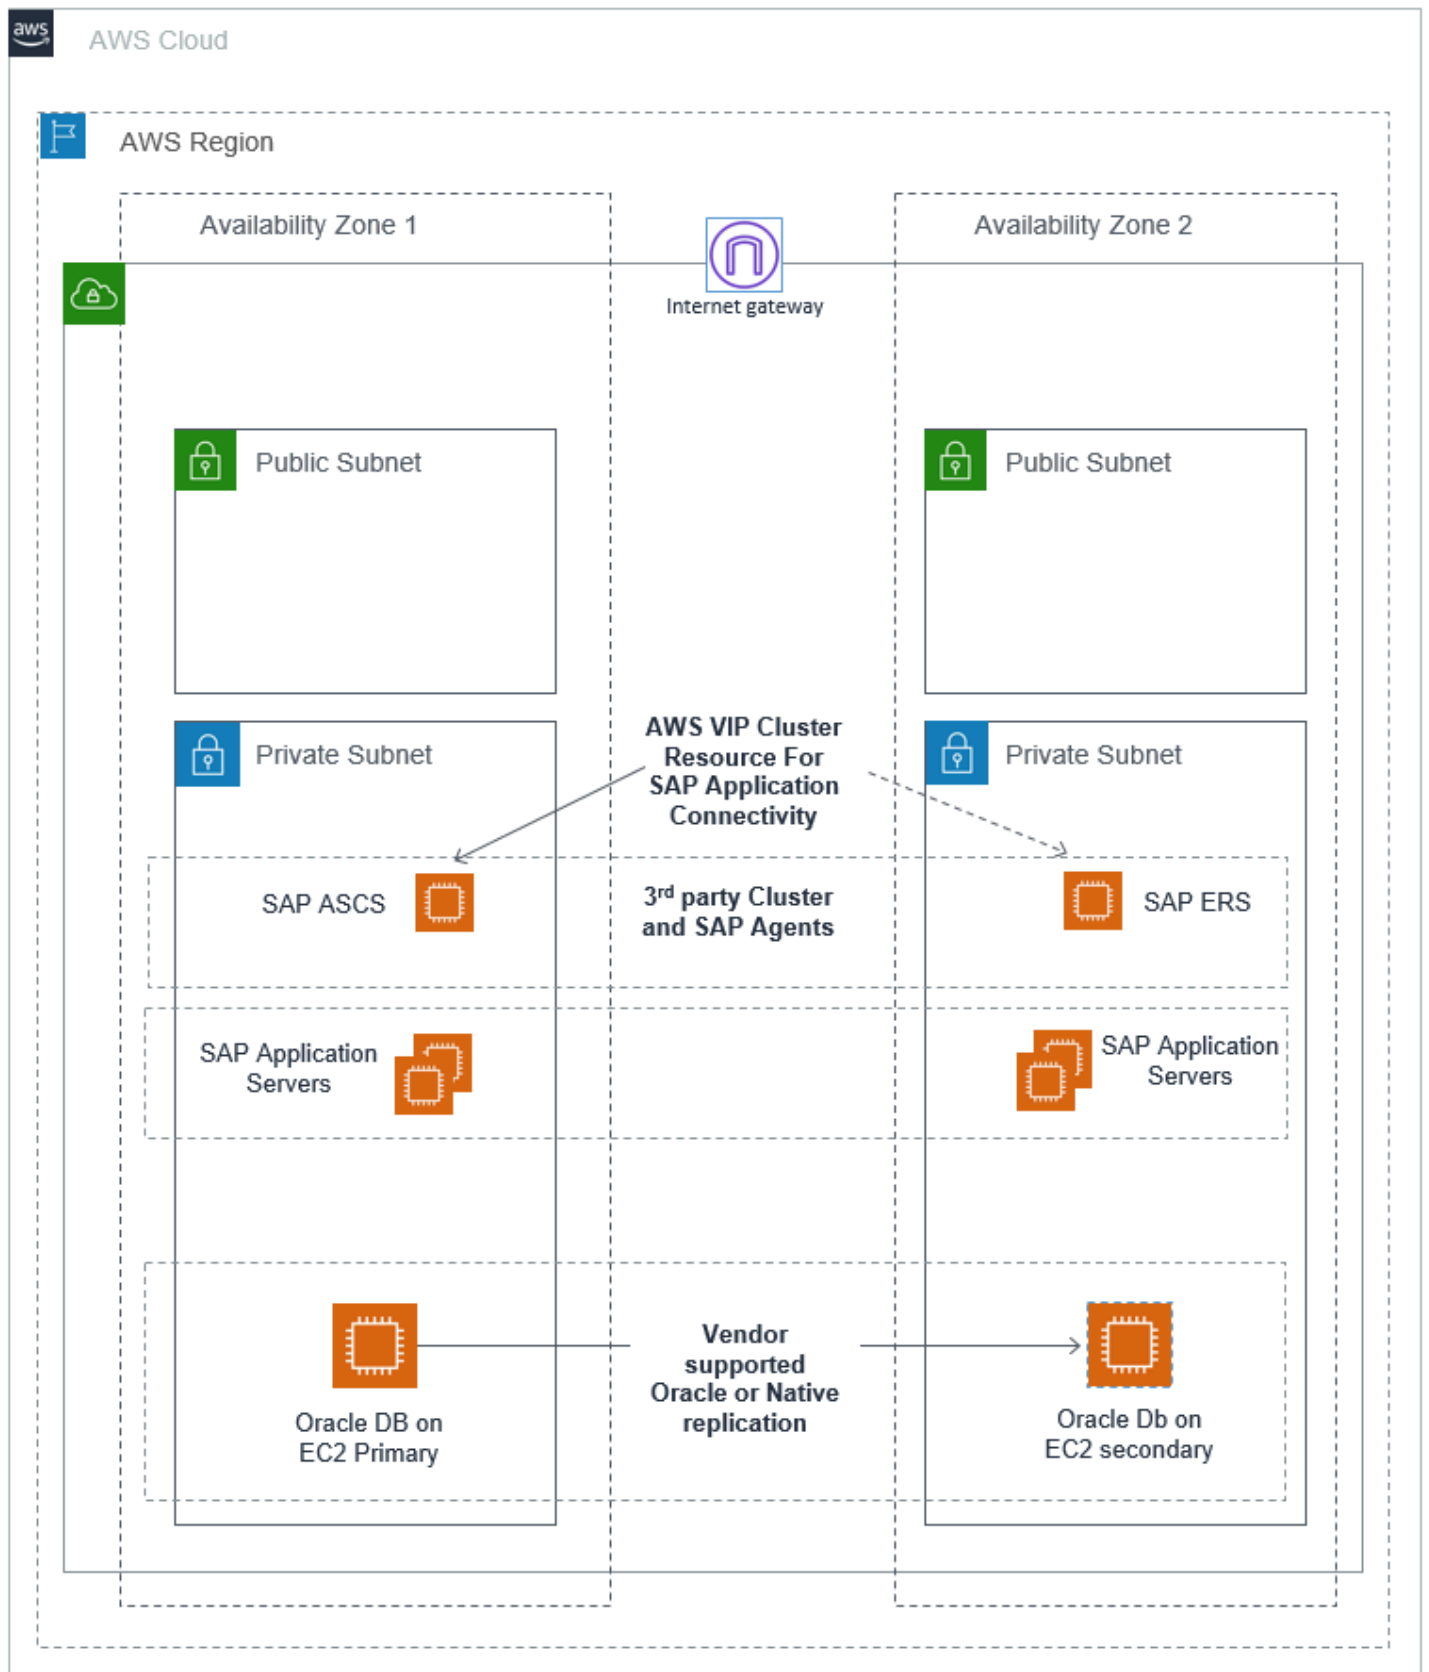 aws
AWS Cloud
AWS Region
Availability Zone 1
Availability Zone 2
Internet gateway
Public Subnet
Public Subnet
Private Subnet
AWS VIP Cluster
Resource For
SAP Application
Connectivity
Private Subnet
SAP ASCS
3rd party Cluster
and SAP Agents
SAP ERS
SAP Application
Servers
SAP Application
Servers
Oracle DB on
EC2 Primary
Vendor
supported
Oracle or Native
replication
Oracle Db on
EC2 secondary